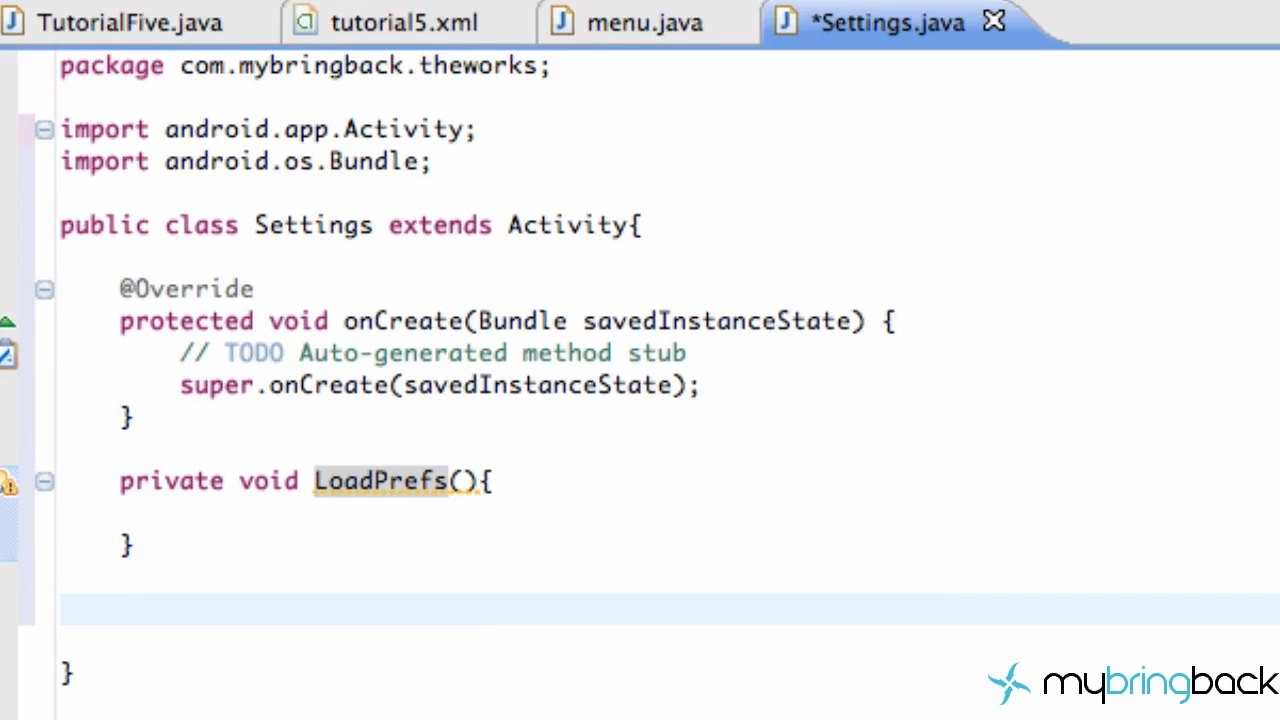 TutorialFive.java tutorial5.xml menu.java *Settings.java
package com.mybringback.theworks;
import android.app.Activity;
import android.os.Bundle;
public class Settings extends Activity{
@Override
protected void onCreate(Bundle savedInstanceState) {
// TODO Auto-generated method stub
super.onCreate(savedInstanceState);
}
private void LoadPrefs(){
}
}
mybringback